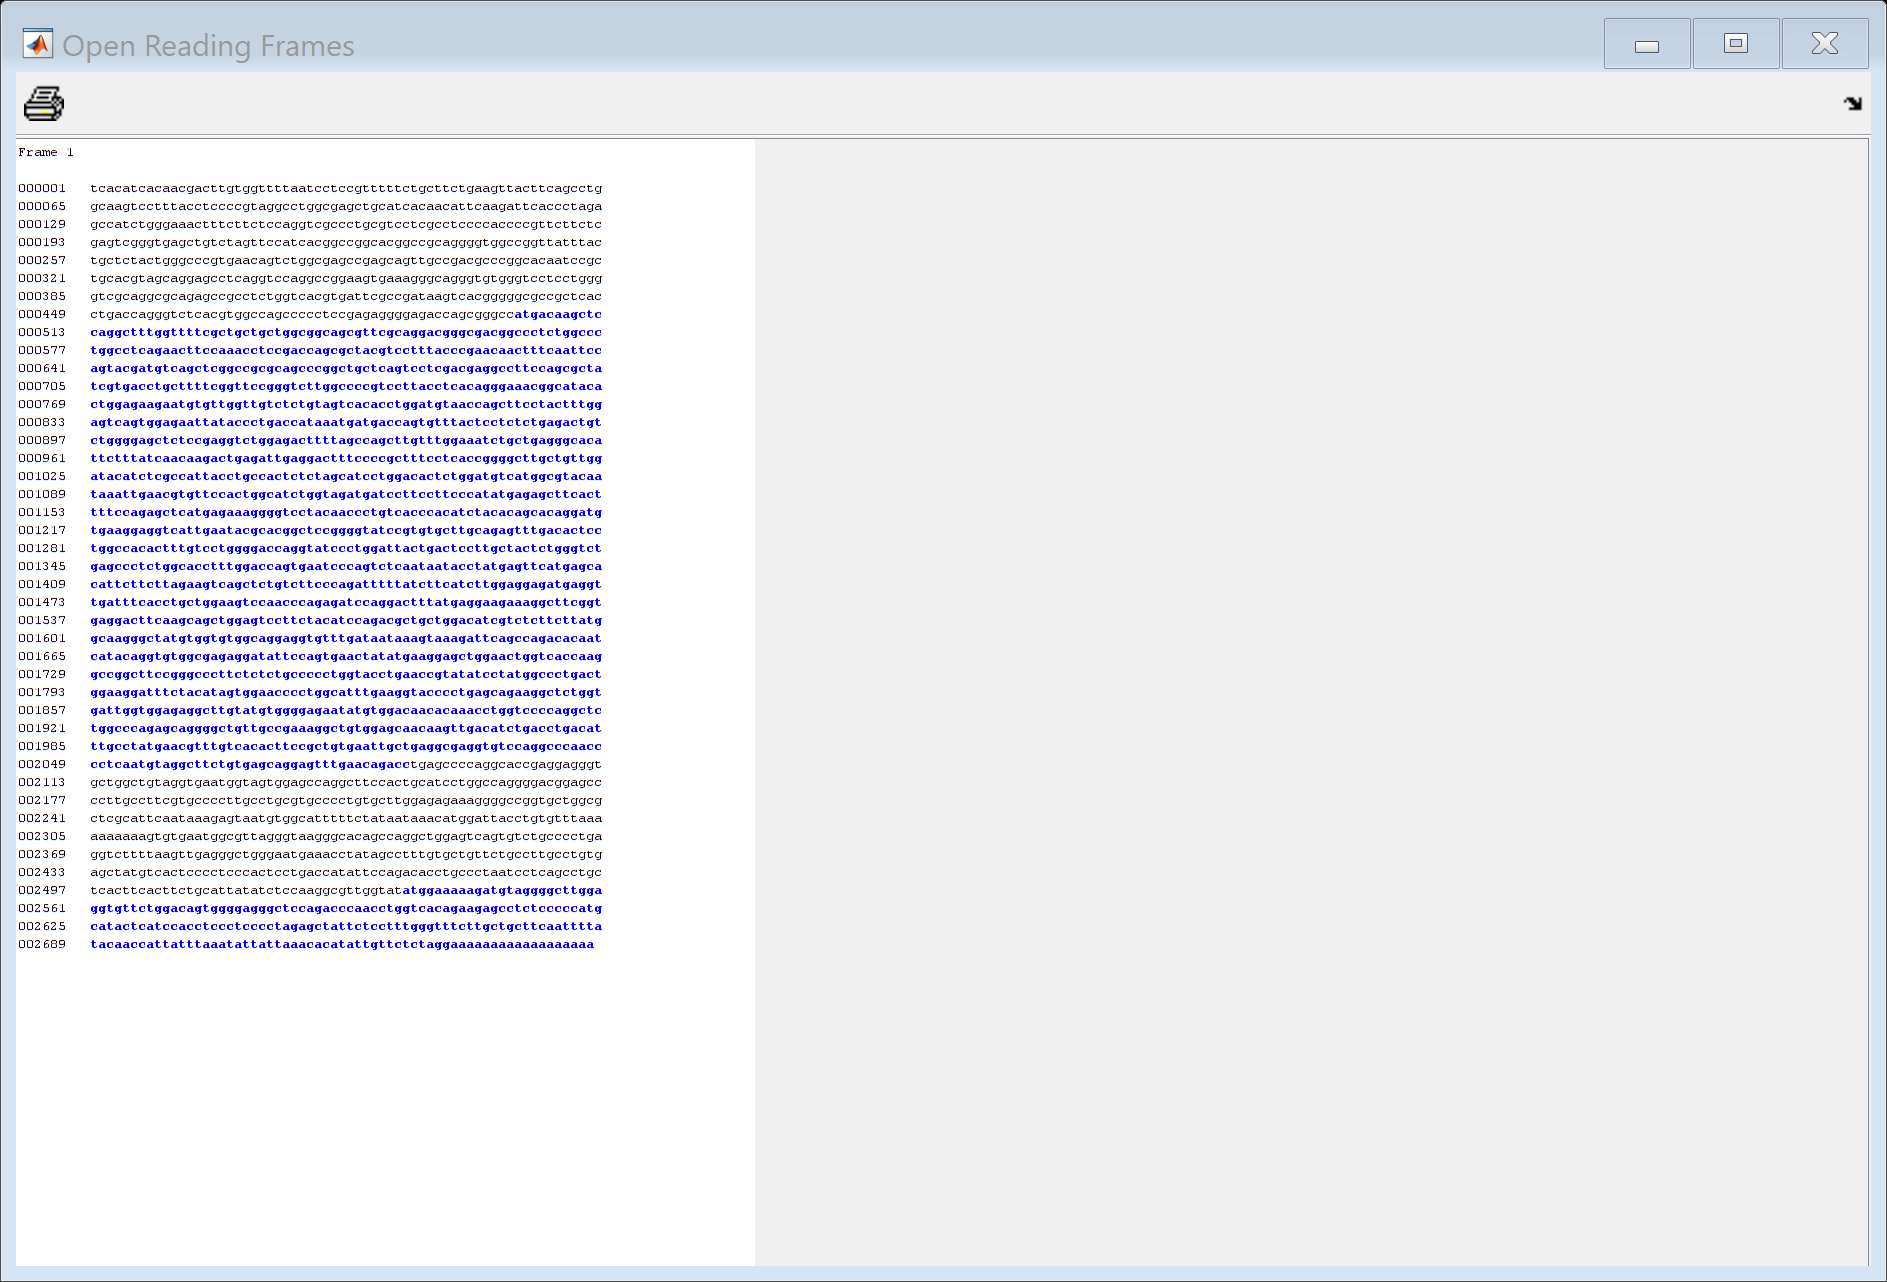 Open Reading Frames
Frame 1
000001 tcacatcacaacgacttgtggttttaatcctccgtttttctgcttctgaagttacttcagcctg
000065 gcaagtcctttacctccccgtaggcctggcgagctgcatcacaacattcaagattcaccctaga
000129 gccatctgggaaactttcttctccaggtcgccctgcgtcctcgcctccccaccccgttcttctc
000193 gagtcgggtgagctgtctagttccatcacggccggcacggccgcaggggtggccggttatttac
000257 tgctctactgggcccgtgaacagtctggcgagccgagcagttgccgacgcccggcacaatccgc
000321 tgcacgtagcaggagcctcaggtccaggccggaagtgaaagggcagggtgtgggtcctcctggg
000385 gtcgcaggcgcagagccgcctctggtcacgtgattcgccgataagtcacgggggcgccgctcac
000449 ctgaccagggtctcacgtggccagccccctccgagaggggagaccagcgggccatgacaagctc
000513 caggctttggttttcgctgctgctggcggcagcgttcgcaggacgggcgacggccctctggccc
000577 tggcctcagaacttccaaacctccgaccagcgctacgtcctttacccgaacaactttcaattcc
000641 agtacgatgtcagctcggccgcgcagcccggctgctcagtcctcgacgaggccttccagcgcta
000705 tcgtgacctgcttttcggttccgggtcttggccccgtccttacctcacagggaaacggcataca
000769 ctggagaagaatgtgttggttgtctctgtagtcacacctggatgtaaccagcttcctactttgg
000833 agtcagtggagaattataccctgaccataaatgatgaccagtgtttactcctctctgagactgt
000897 ctggggagctctccgaggtctggagacttttagccagcttgtttggaaatctgctgagggcaca
000961 ttctttatcaacaagactgagattgaggactttccccgctttcctcaccggggcttgctgttgg
001025 atacatctcgccattacctgccactctctagcatcctggacactctggatgtcatggcgtacaa
001089 taaattgaacgtgttccactggcatctggtagatgatccttccttcccatatgagagcttcact
001153 tttccagagctcatgagaaaggggtcctacaaccctgtcacccacatctacacagcacaggatg
001217 tgaaggaggtcattgaatacgcacggctccggggtatccgtgtgcttgcagagtttgacactcc
001281 tggccacactttgtcctggggaccaggtatccctggattactgactccttgctactctgggtct
001345 gagccctctggcacctttggaccagtgaatcccagtctcaataatacctatgagttcatgagca
001409 cattcttcttagaagtcagctctgtcttcccagatttttatcttcatcttggaggagatgaggt
001473 tgatttcacctgctggaagtccaacccagagatccaggactttatgaggaagaaaggcttcggt
001537 gaggacttcaagcagctggagtccttctacatccagacgctgctggacatcgtctcttcttatg
001601 gcaagggctatgtggtgtggcaggaggtgtttgataataaagtaaagattcagccagacacaat
001665 catacaggtgtggcgagaggatattccagtgaactatatgaaggagctggaactggtcaccaag
001729 gccggcttccgggcccttctctctgccccctggtacctgaaccgtatatcctatggccctgact
001793 ggaaggatttctacatagtggaacccctggcatttgaaggtacccctgagcagaaggctctggt
001857 gattggtggagaggcttgtatgtggggagaatatgtggacaacacaaacctggtccccaggctc
001921 tggcccagagcaggggctgttgccgaaaggctgtggagcaacaagttgacatctgacctgacat
001985 ttgcctatgaacgtttgtcacacttccgctgtgaattgctgaggcgaggtgtccaggcccaacc
002049 cctcaatgtaggcttctgtgagcaggagtttgaacagacctgagccccaggcaccgaggagggt
002113 gctggctgtaggtgaatggtagtggagccaggcttccactgcatcctggccaggggacggagcc
002177 ccttgccttcgtgccccttgcctgcgtgcccctgtgcttggagagaaaggggccggtgctggcg
002241 ctcgcattcaataaagagtaatgtggcatttttctataataaacatggattacctgtgtttaaa
002305 aaaaaaagtgtgaatggcgttagggtaagggcacagccaggctggagtcagtgtctgcccctga
002369 ggtcttttaagttgagggctgggaatgaaacctatagcctttgtgctgttctgccttgcctgtg
002433 agctatgtcactcccctcccactcctgaccatattccagacacctgccctaatcctcagcctgc
002497 tcacttcacttctgcattatatctccaaggcgttggtatatggaaaaagatgtaggggcttgga
002561 ggtgttctggacagtggggagggctccagacccaacctggtcacagaagagcctctcccccatg
002625 catactcatccacctccctcccctagagctattctcctttgggtttcttgctgcttcaatttta
002689 tacaaccattatttaaatattattaaacacatattgttctctaggaaaaaaaaaaaaaaaaaa